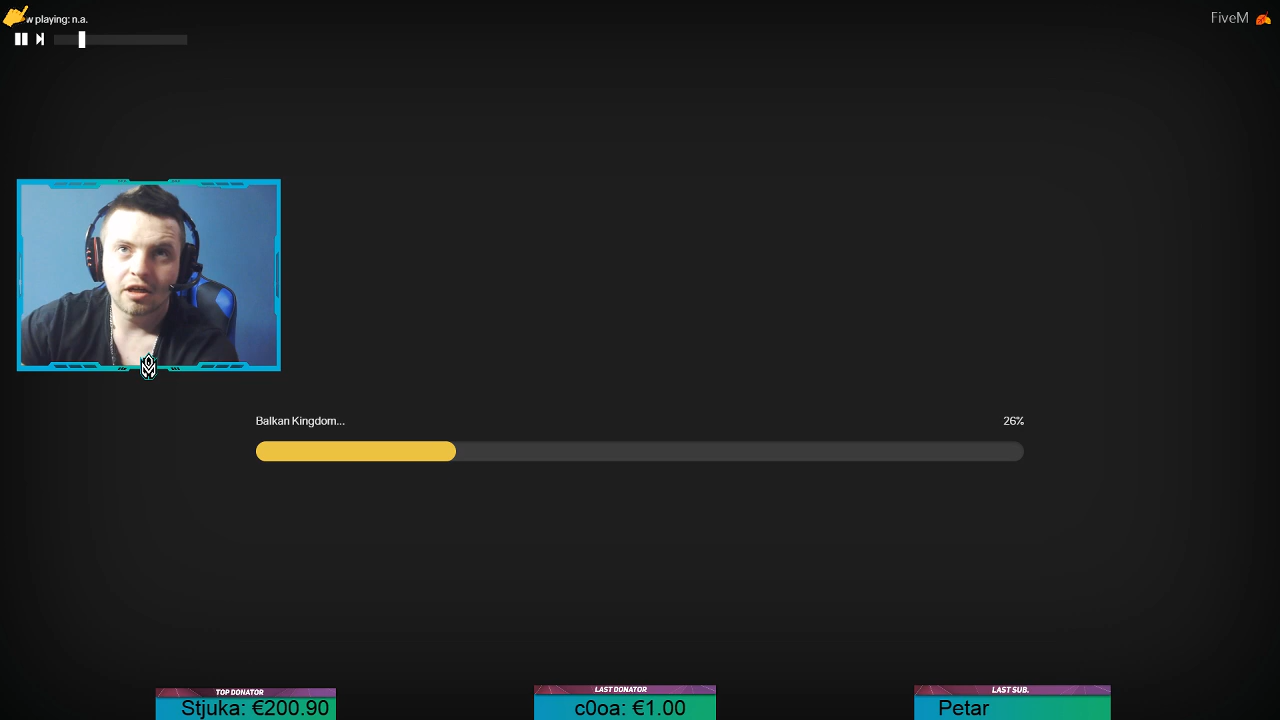 w playing: n.a.
FiveM
Balkan Kingdom...
26%
TOP DONATOR
Stjuka: €200.90
LAST DONATOR
c0oa: €1.00
LAST SUB.
Petar